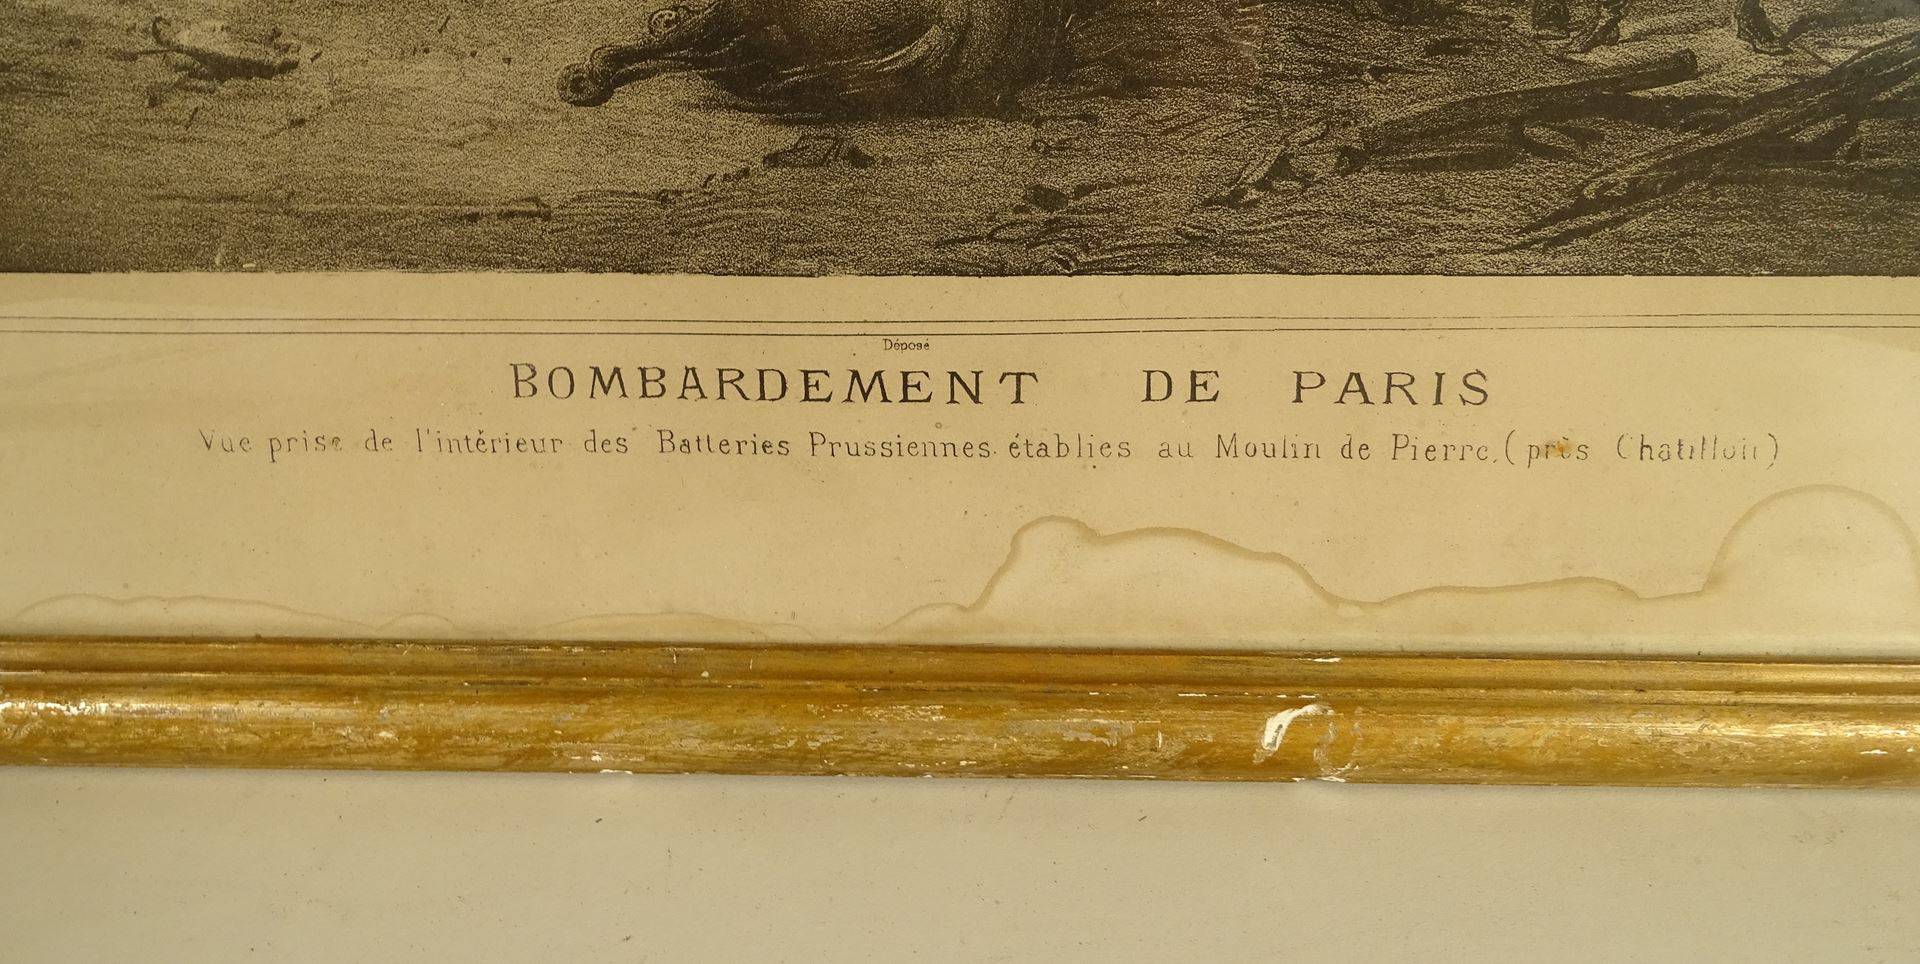 Déposé
BOMBARDEMENT DE PARIS
Vue prise de l'intérieur des Batteries Prussiennes établies au Moulin de Pierre, (près Chatillon)